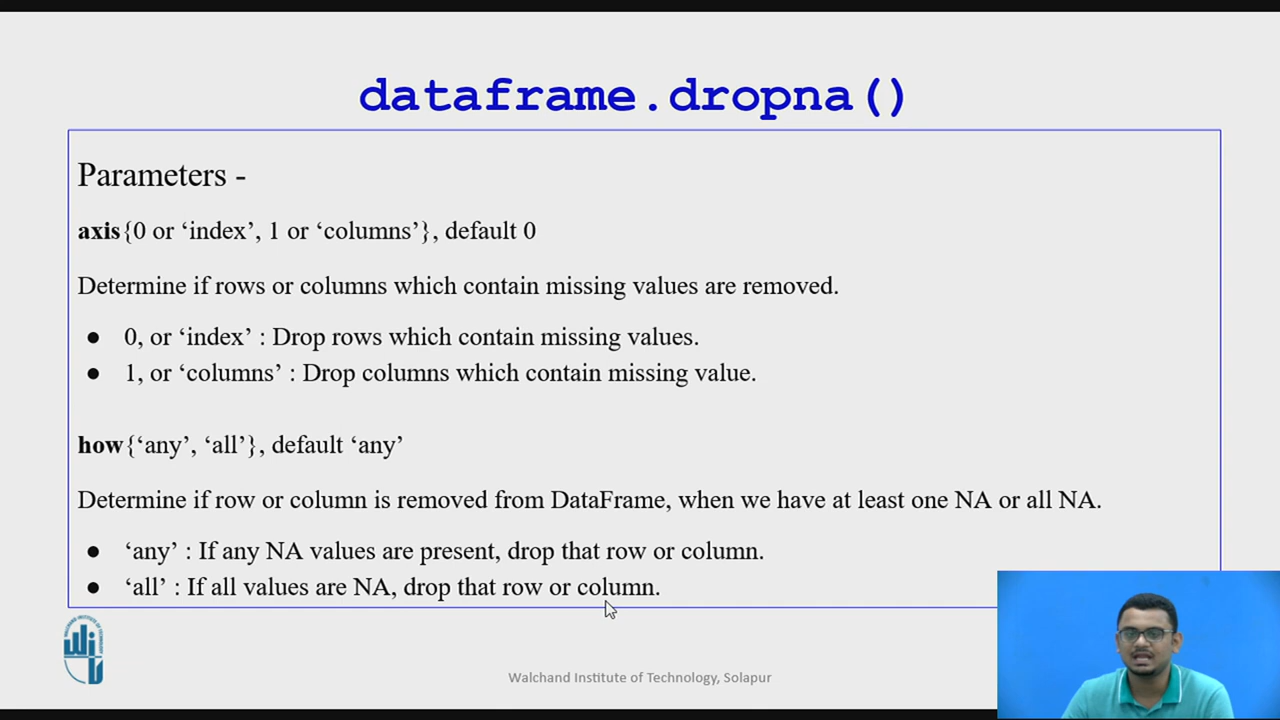 dataframe.dropna()
Parameters -
axis{0 or ‘index’, 1 or ‘columns’}, default 0
Determine if rows or columns which contain missing values are removed.
● 0, or ‘index’ : Drop rows which contain missing values.
● 1, or ‘columns’ : Drop columns which contain missing value.
how{‘any’, ‘all’}, default ‘any’
Determine if row or column is removed from DataFrame, when we have at least one NA or all NA.
● ‘any’ : If any NA values are present, drop that row or column.
● ‘all’ : If all values are NA, drop that row or column.
Walchand Institute of Technology, Solapur